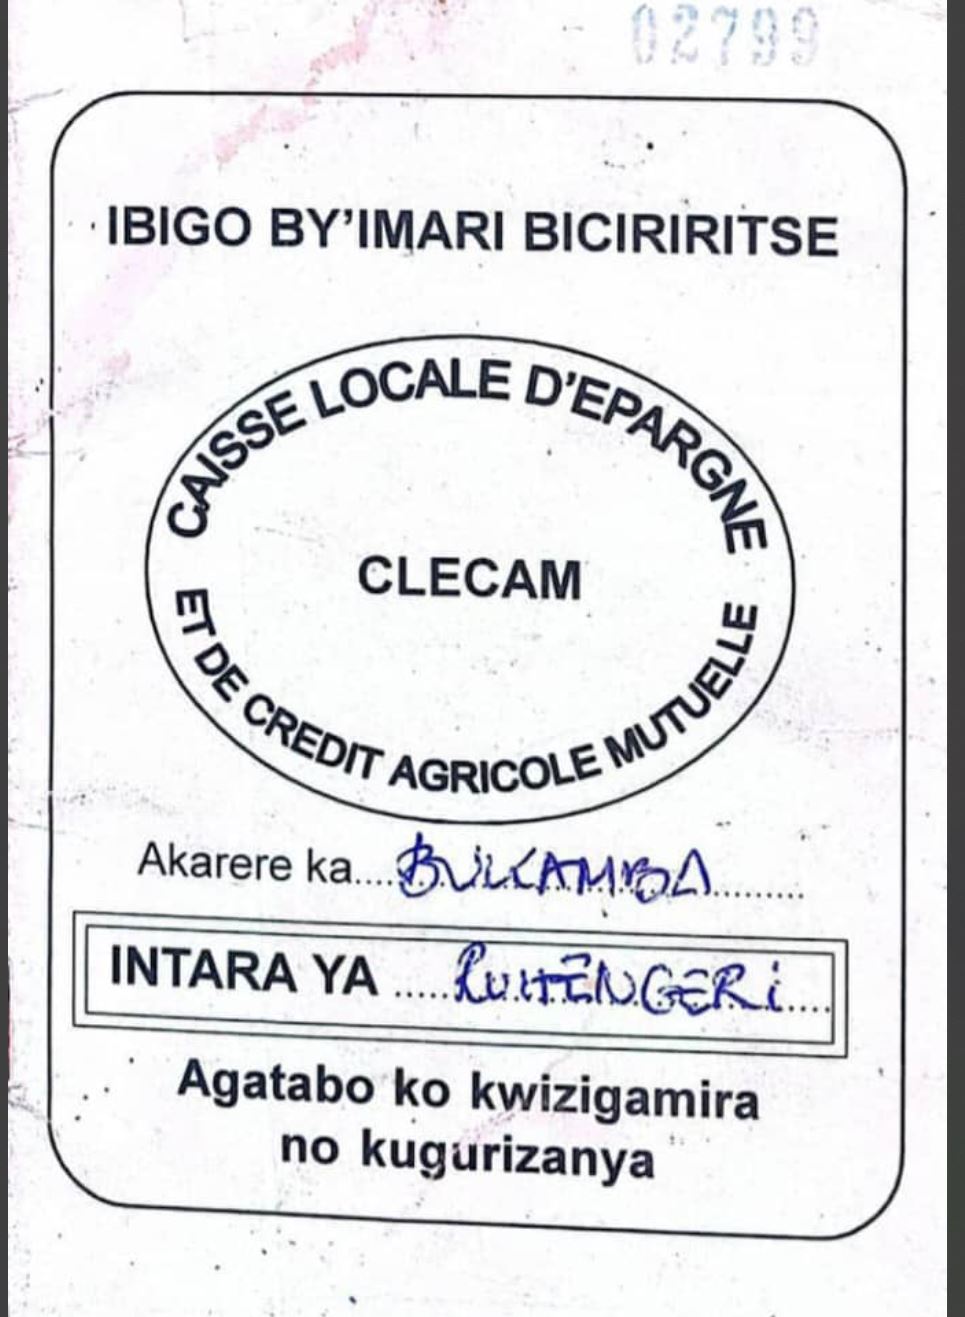 02799
IBIGO BY'IMARI BICIRIRITSE
CAISSE LOCALE D'EPARGNE
CLECAM
ET DE CREDIT AGRICOLE MUTUELLE
Akarere ka....BUKAMBA............
INTARA YA .....RUHENGERI....
Agatabo ko kwizigamira
no kugurizanya